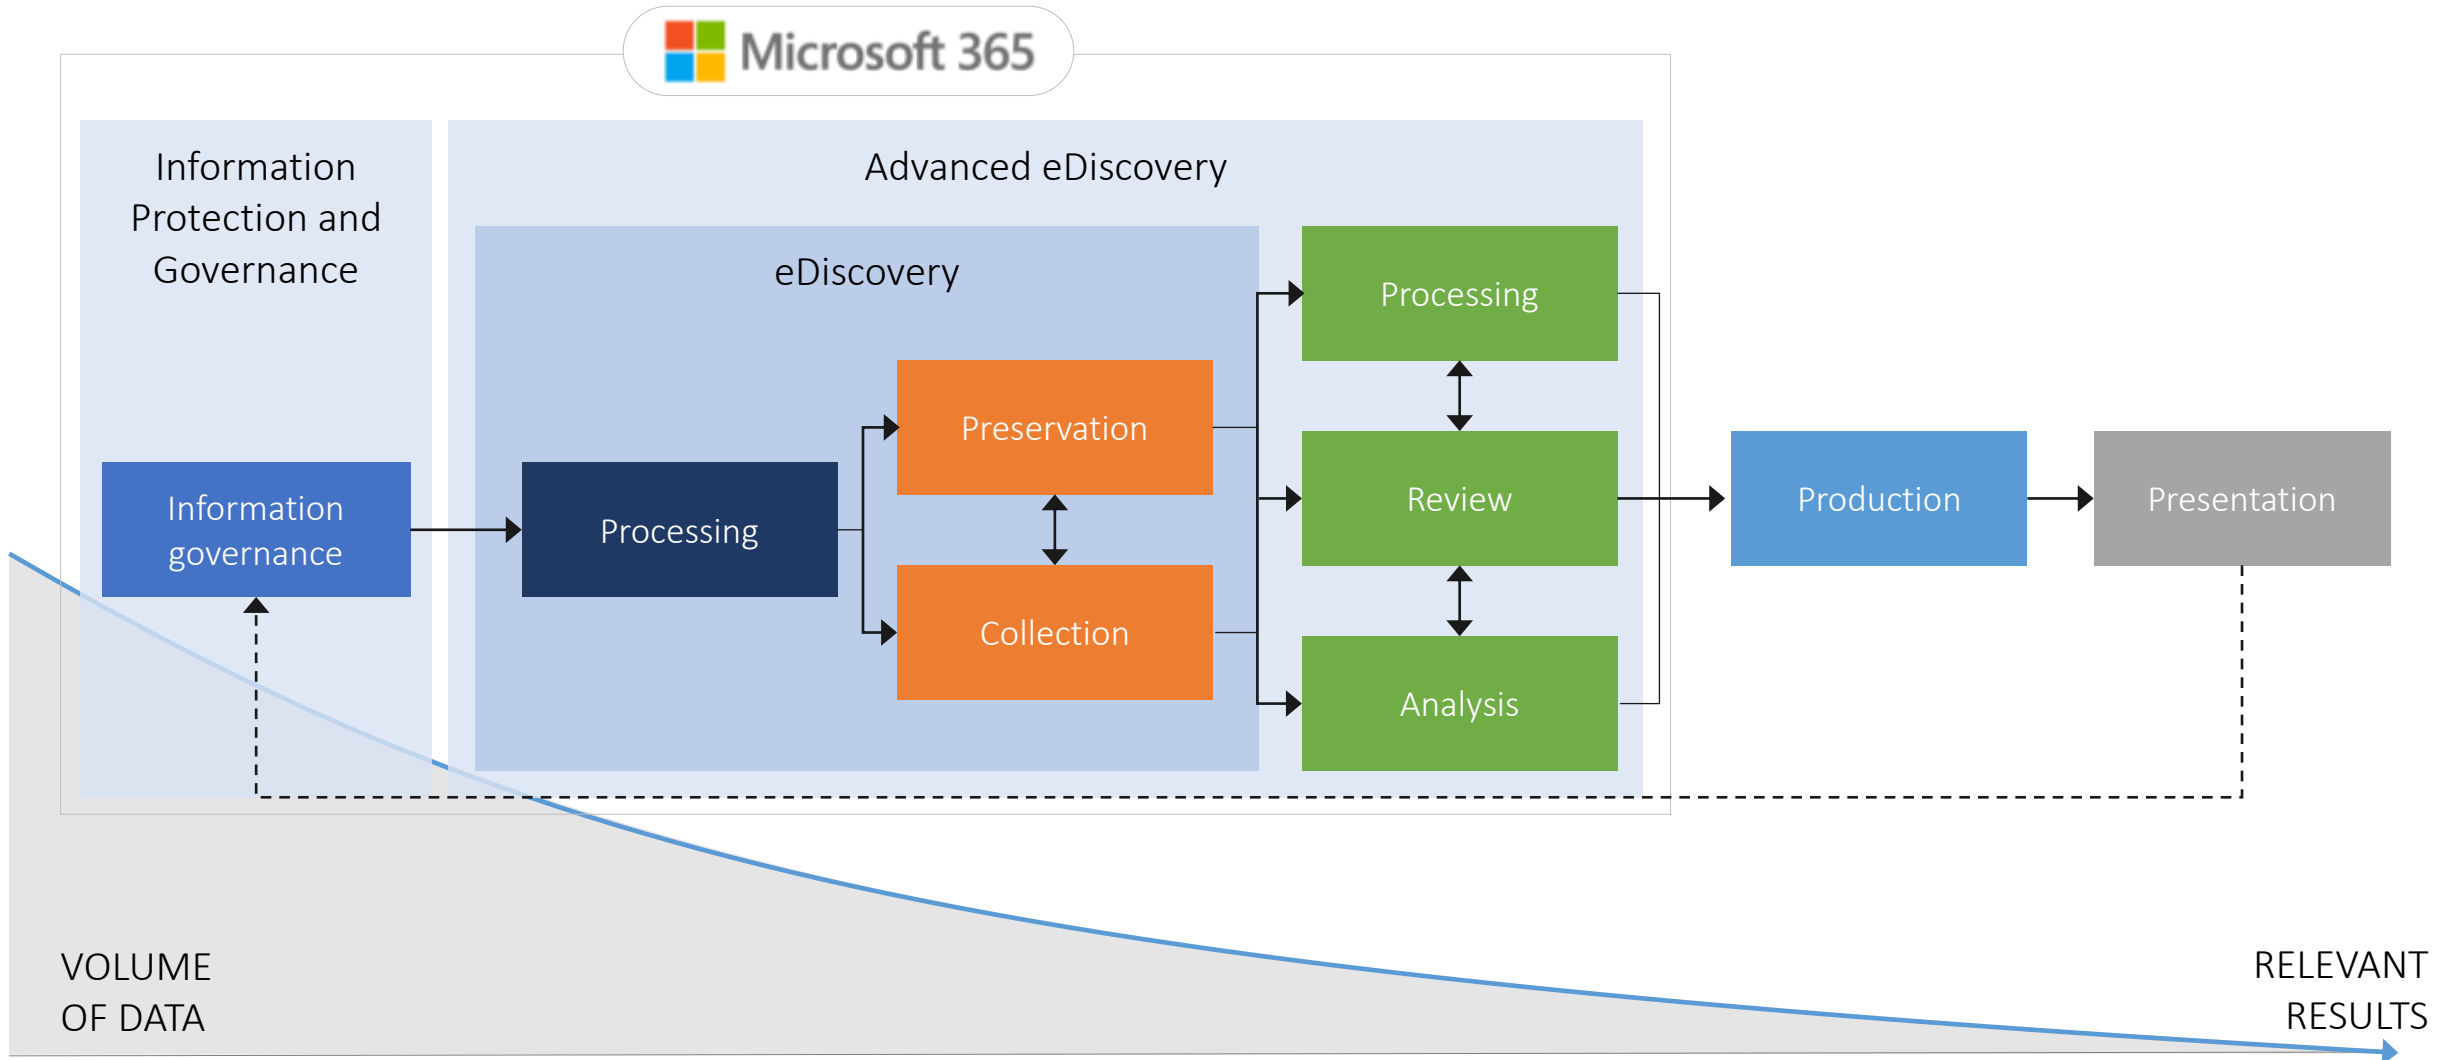 Microsoft 365
Information
Protection and
Governance
Advanced eDiscovery
eDiscovery
Information
governance
Processing
Preservation
Collection
Processing
Review
Analysis
Production
Presentation
VOLUME
OF DATA
RELEVANT
RESULTS